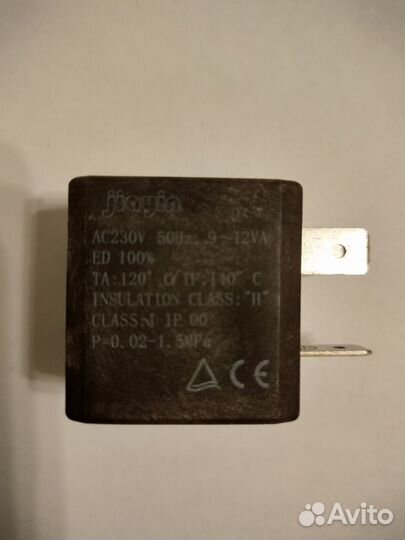 jiayin
AC230V 50Hz 9~12VA
ED 100%
TA:120° C TF:140° C
INSULATION CLASS:"H"
CLASS:I IP 00
P=0.02-1.5MPa
CE
Avito